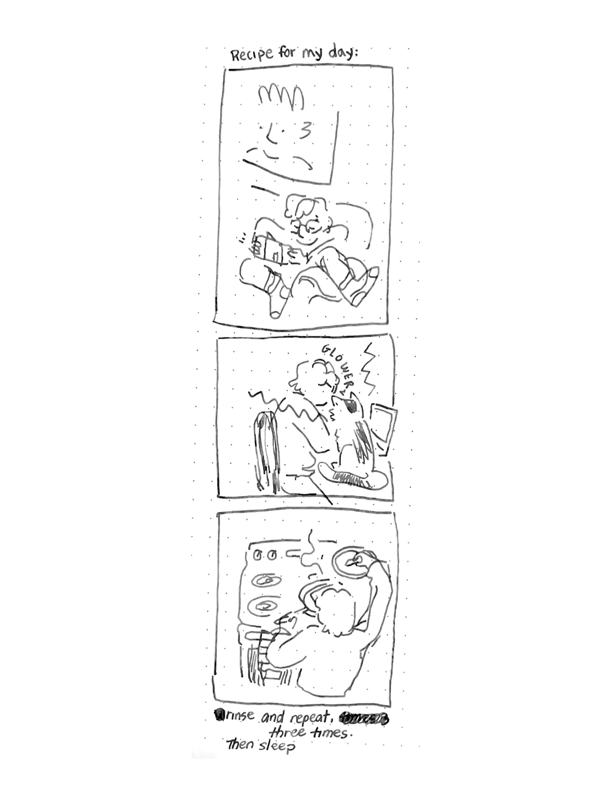 Recipe for my day:
GLOWER
rinse and repeat,
three times.
Then sleep